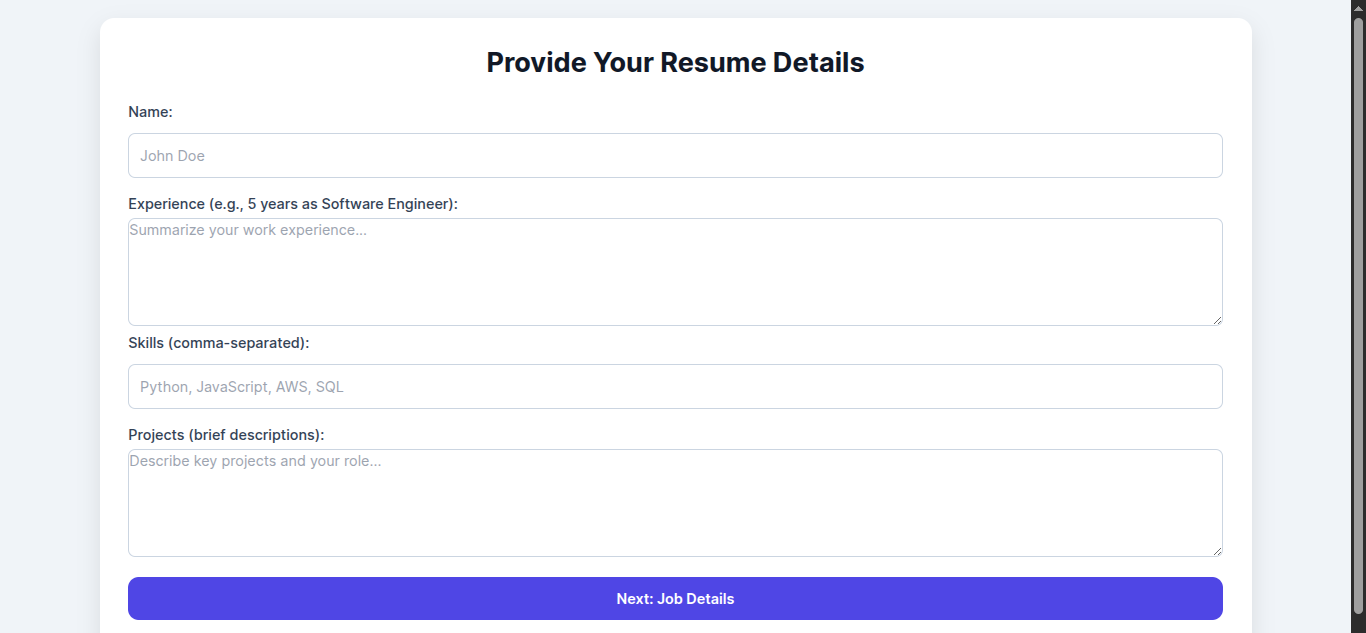 Provide Your Resume Details
Name:
John Doe
Experience (e.g., 5 years as Software Engineer):
Summarize your work experience...
Skills (comma-separated):
Python, JavaScript, AWS, SQL
Projects (brief descriptions):
Describe key projects and your role...
Next: Job Details